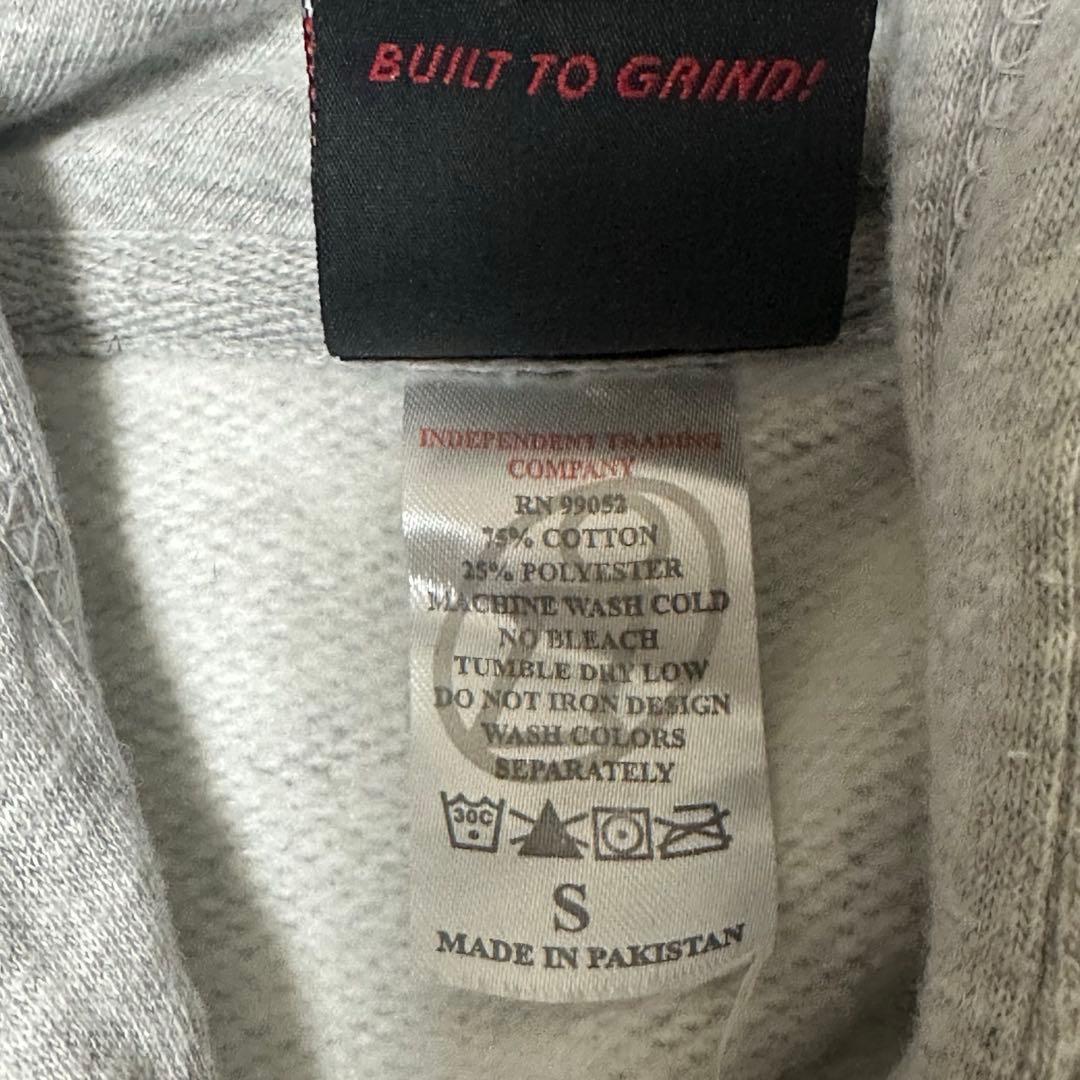 BUILT TO GRIND!
INDEPENDENT TRADING
COMPANY
RN 99052
75% COTTON
25% POLYESTER
MACHINE WASH COLD
NO BLEACH
TUMBLE DRY LOW
DO NOT IRON DESIGN
WASH COLORS
SEPARATELY
30C
S
MADE IN PAKISTAN